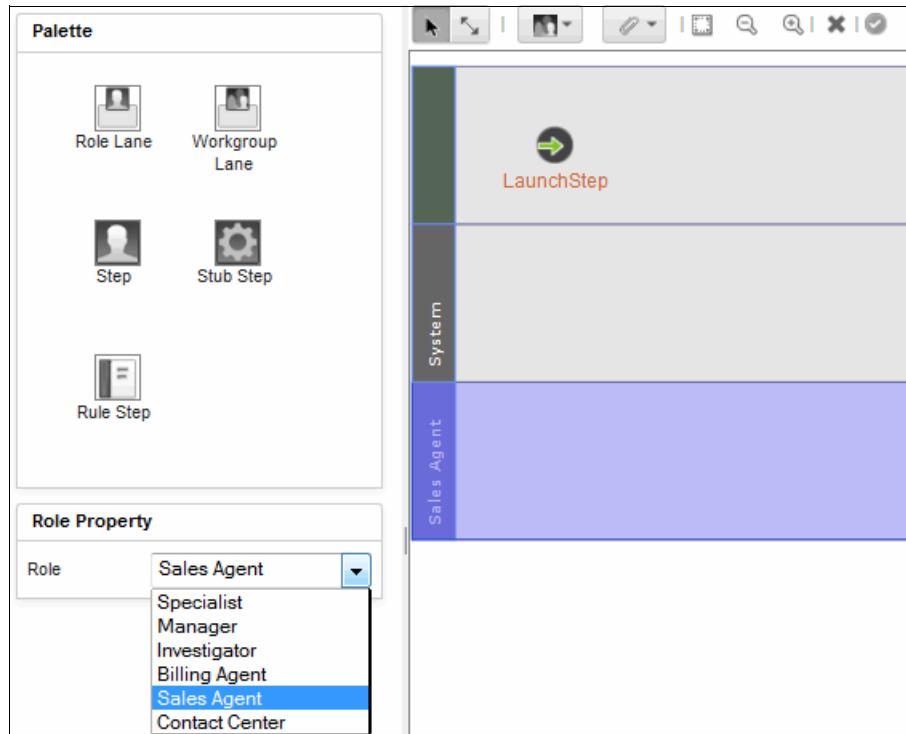 Palette
Role Lane
Workgroup
Lane
Step
Stub Step
Rule Step
Role Property
Role
Sales Agent
Specialist
Manager
Investigator
Billing Agent
Sales Agent
Contact Center
LaunchStep
System
Sales Agent